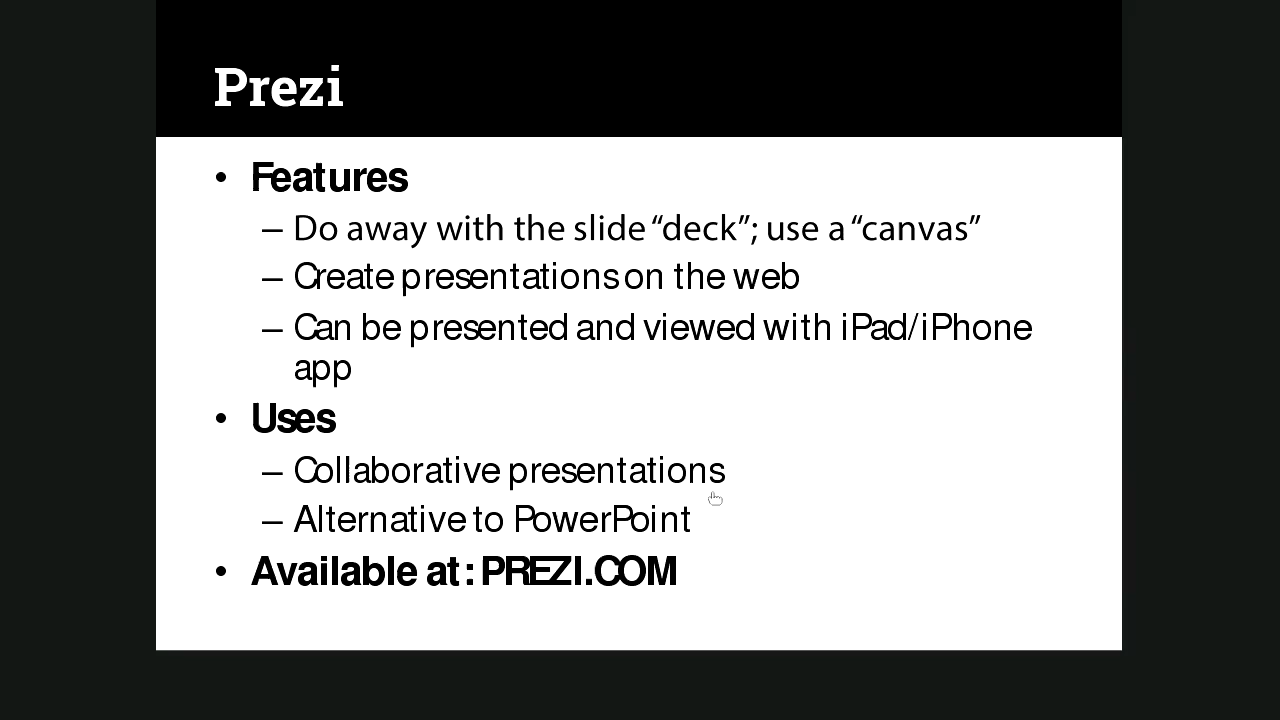 Prezi
• Features
– Do away with the slide “deck”; use a “canvas”
– Create presentations on the web
– Can be presented and viewed with iPad/iPhone
app
• Uses
– Collaborative presentations
– Alternative to PowerPoint
• Available at: PREZI.COM